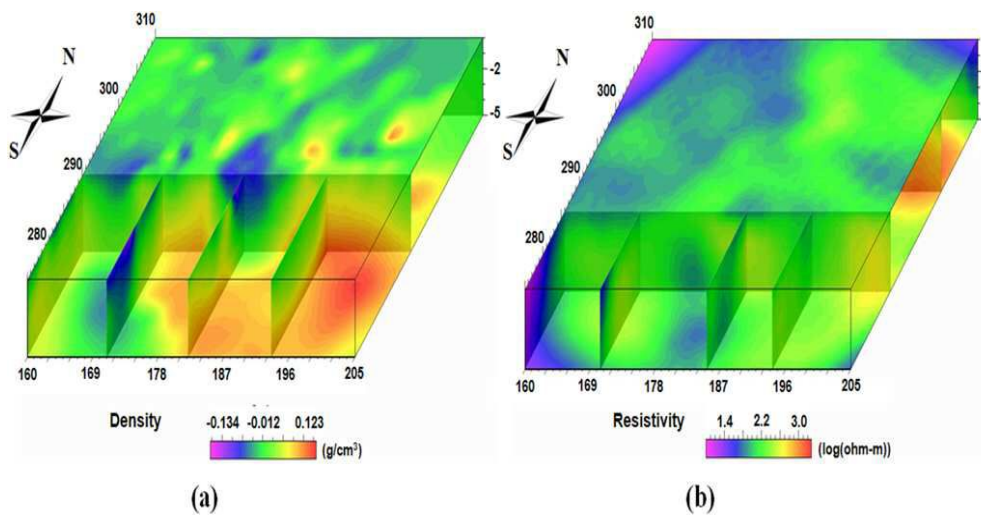 310
N
S
300
290
280
-2
-5
160 169 178 187 196 205
Density
-0.134 -0.012 0.123
(g/cm³)
(a)
310
N
S
300
290
280
160 169 178 187 196 205
Resistivity
1.4 2.2 3.0
(log(ohm-m))
(b)